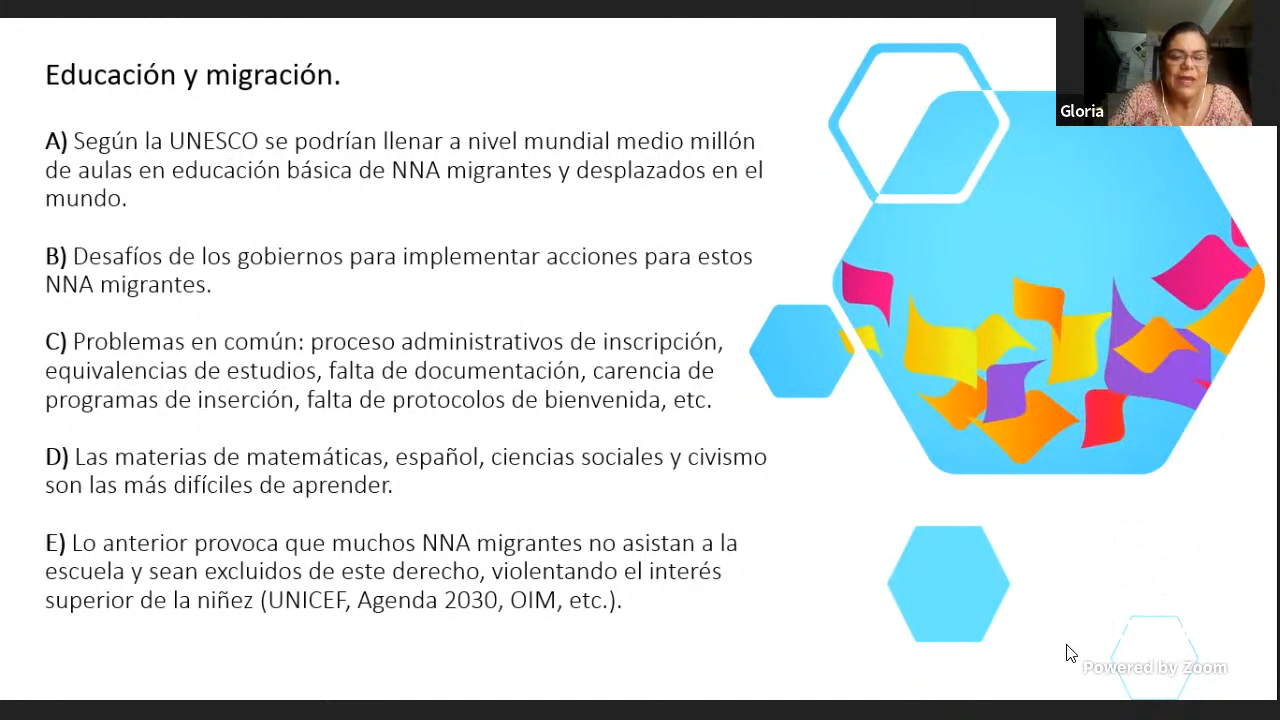 Educación y migración.
A) Según la UNESCO se podrían llenar a nivel mundial medio millón
de aulas en educación básica de NNA migrantes y desplazados en el
mundo.
B) Desafíos de los gobiernos para implementar acciones para estos
NNA migrantes.
C) Problemas en común: proceso administrativos de inscripción,
equivalencias de estudios, falta de documentación, carencia de
programas de inserción, falta de protocolos de bienvenida, etc.
D) Las materias de matemáticas, español, ciencias sociales y civismo
son las más difíciles de aprender.
E) Lo anterior provoca que muchos NNA migrantes no asistan a la
escuela y sean excluidos de este derecho, violentando el interés
superior de la niñez (UNICEF, Agenda 2030, OIM, etc.).
Gloria
Powered by Zoom